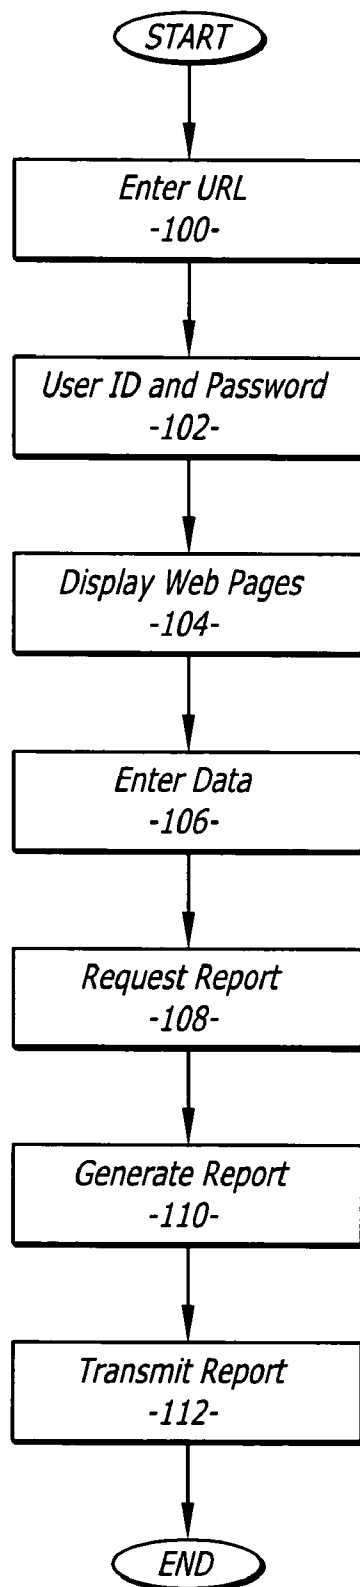 START
Enter URL
-100-
User ID and Password
-102-
Display Web Pages
-104-
Enter Data
-106-
Request Report
-108-
Generate Report
-110-
Transmit Report
-112-
END